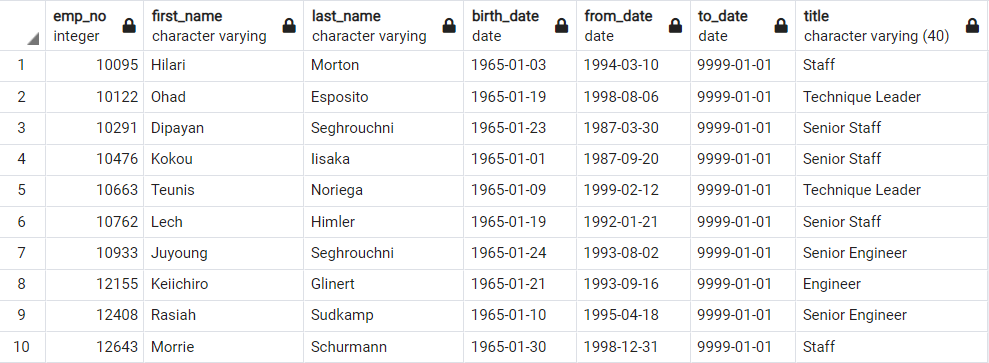 emp_no first_name last_name birth_date from_date to_date title
integer character varying character varying date date date character varying (40)
1 10095 Hilari Morton 1965-01-03 1994-03-10 9999-01-01 Staff
2 10122 Ohad Esposito 1965-01-19 1998-08-06 9999-01-01 Technique Leader
3 10291 Dipayan Seghrouchni 1965-01-23 1987-03-30 9999-01-01 Senior Staff
4 10476 Kokou Iisaka 1965-01-01 1987-09-20 9999-01-01 Senior Staff
5 10663 Teunis Noriega 1965-01-09 1999-02-12 9999-01-01 Technique Leader
6 10762 Lech Himler 1965-01-19 1992-01-21 9999-01-01 Senior Staff
7 10933 Juyoung Seghrouchni 1965-01-24 1993-08-02 9999-01-01 Senior Engineer
8 12155 Keiichiro Glinert 1965-01-21 1993-09-16 9999-01-01 Engineer
9 12408 Rasiah Sudkamp 1965-01-10 1995-04-18 9999-01-01 Senior Engineer
10 12643 Morrie Schurmann 1965-01-30 1998-12-31 9999-01-01 Staff